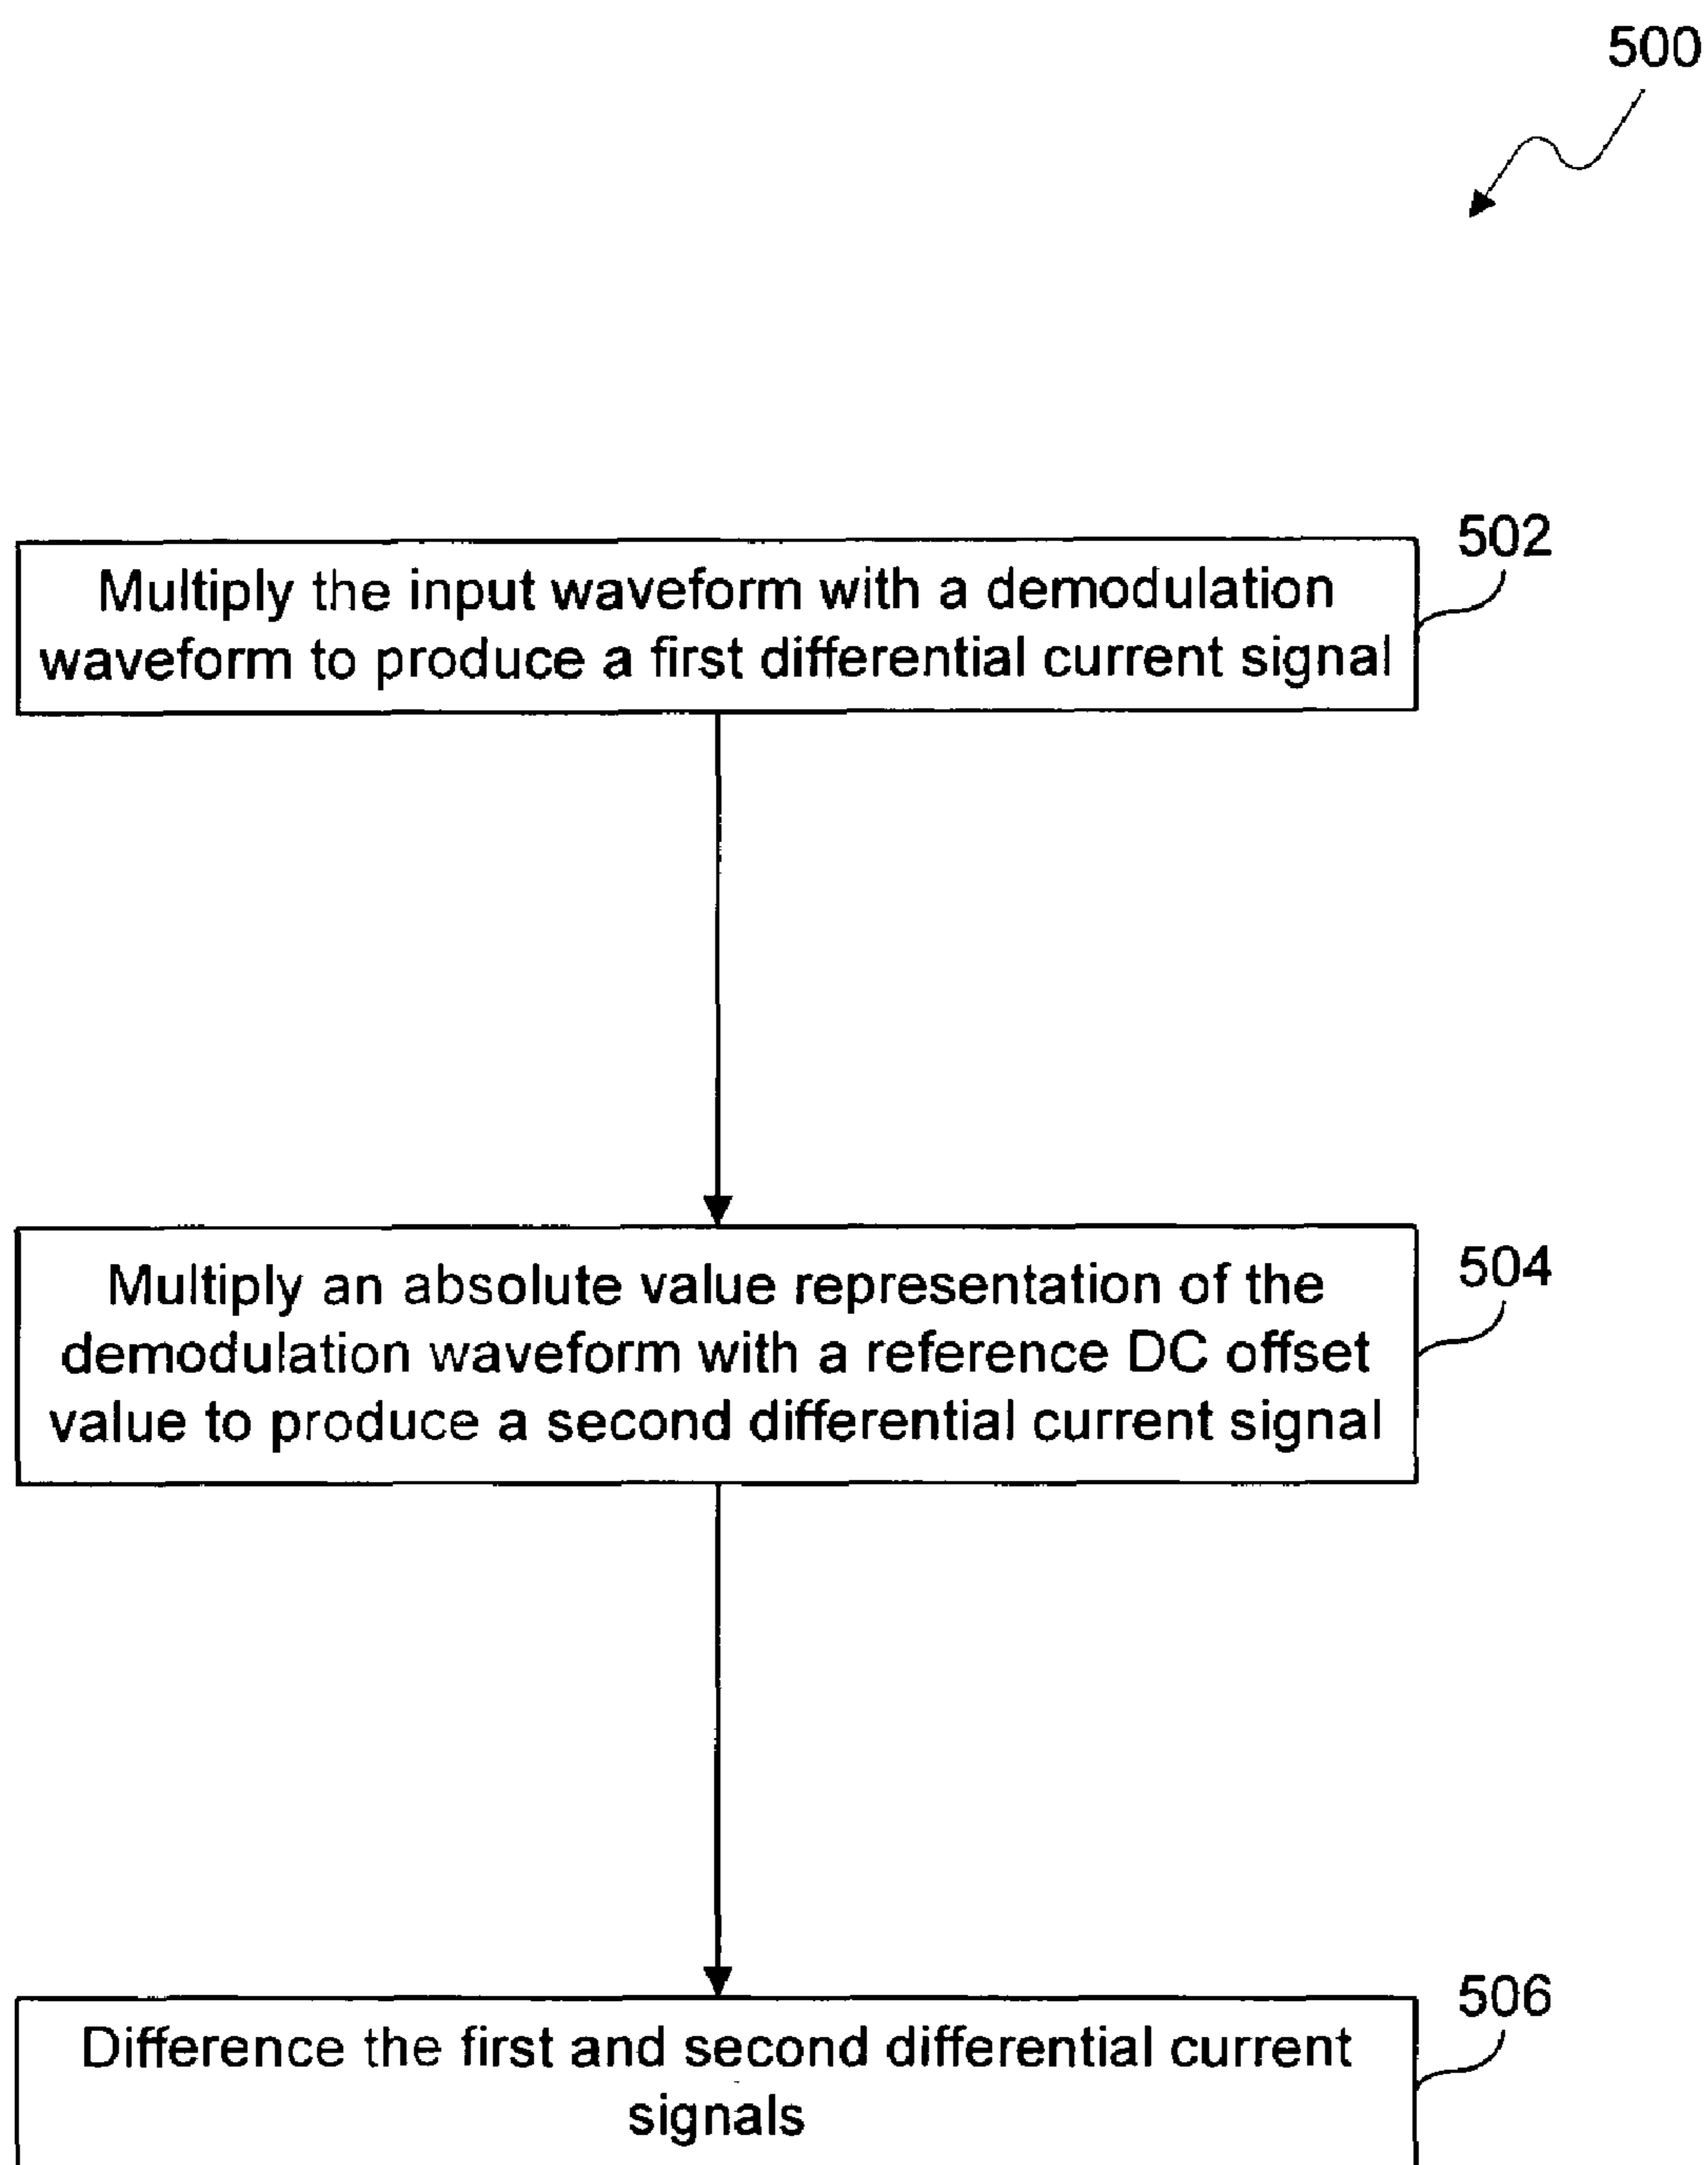 500
502
Multiply the input waveform with a demodulation
waveform to produce a first differential current signal
504
Multiply an absolute value representation of the
demodulation waveform with a reference DC offset
value to produce a second differential current signal
506
Difference the first and second differential current
signals